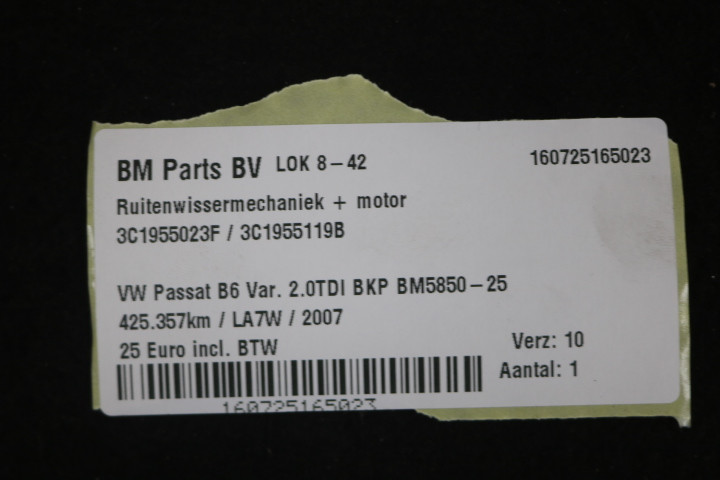 BM Parts BV LOK 8-42 160725165023
Ruitenwissermechaniek + motor
3C1955023F / 3C1955119B
VW Passat B6 Var. 2.0TDI BKP BM5850-25
425.357km / LA7W / 2007
25 Euro incl. BTW Verz: 10
Aantal: 1
160725165023